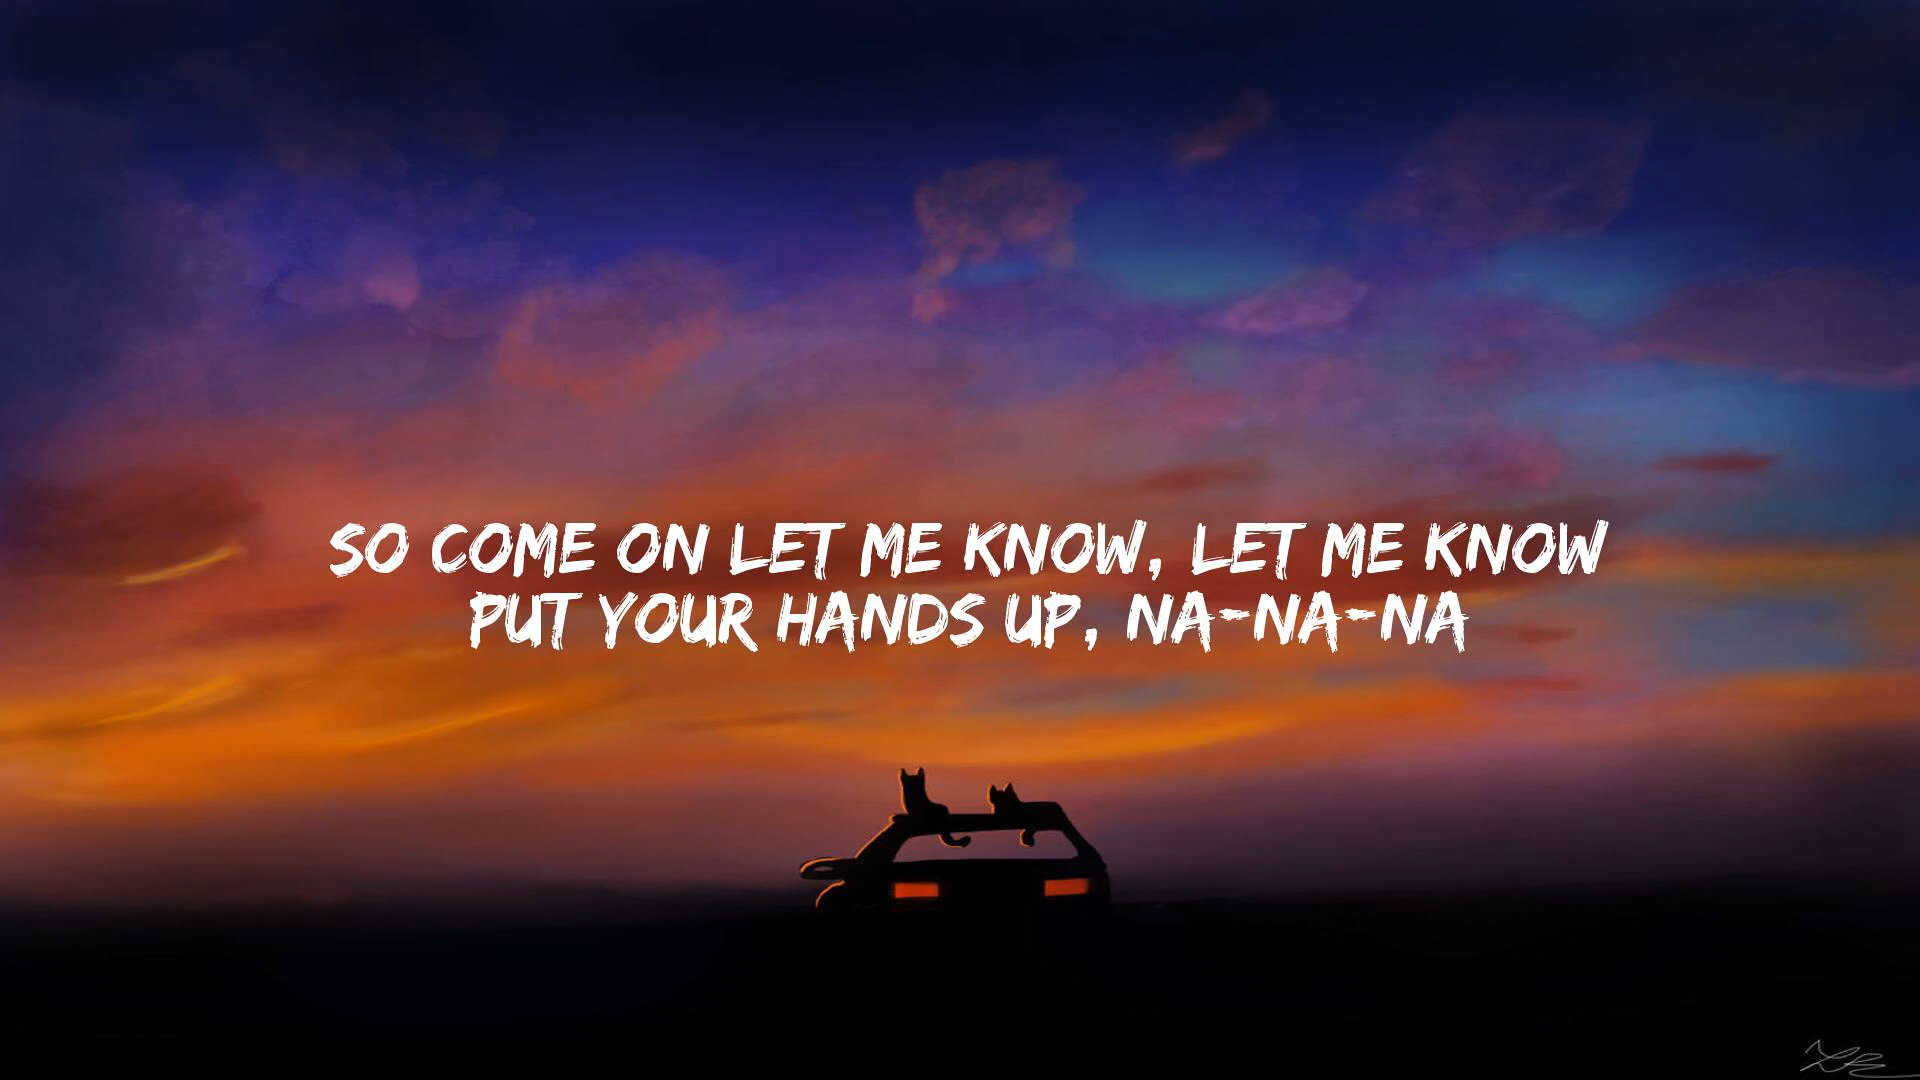 SO COME ON LET ME KNOW, LET ME KNOW
PUT YOUR HANDS UP, NA-NA-NA